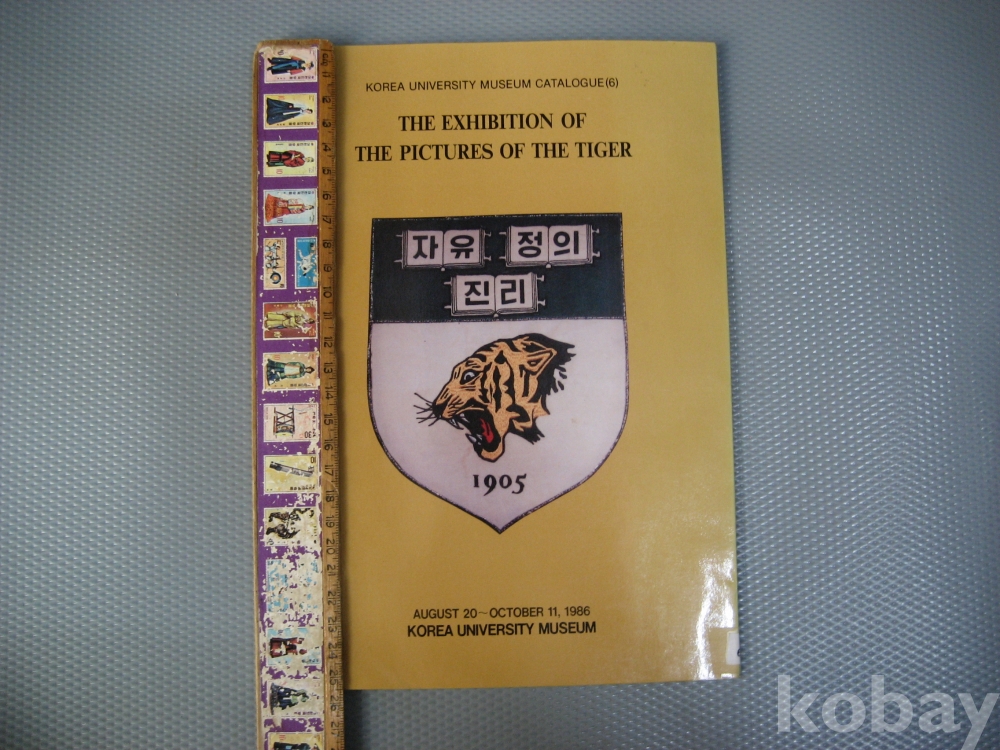 KOREA UNIVERSITY MUSEUM CATALOGUE(6)
THE EXHIBITION OF
THE PICTURES OF THE TIGER
자유 정의
진리
1905
AUGUST 20~OCTOBER 11, 1986
KOREA UNIVERSITY MUSEUM
kobay